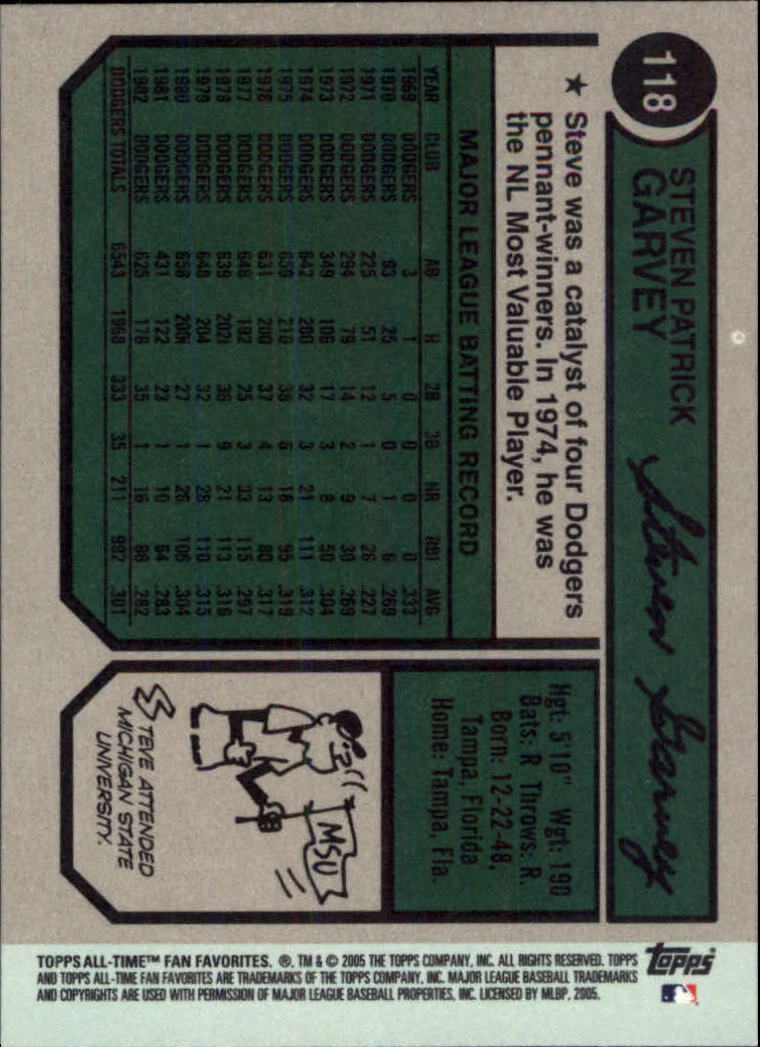 118
STEVEN PATRICK
GARVEY
Steven Garvey
★ Steve was a catalyst of four Dodgers
pennant-winners. In 1974, he was
the NL Most Valuable Player.
MAJOR LEAGUE BATTING RECORD
YEAR CLUB AB H 2B 3B HR RBI AVG
1969 DODGERS 3 1 0 0 0 0 .333
1970 DODGERS 93 25 5 0 1 6 .269
1971 DODGERS 225 51 12 1 7 26 .227
1972 DODGERS 294 79 14 2 9 30 .269
1973 DODGERS 349 106 17 3 8 50 .304
1974 DODGERS 642 200 32 3 21 111 .312
1975 DODGERS 659 210 38 6 18 95 .319
1976 DODGERS 631 200 37 4 13 80 .317
1977 DODGERS 646 192 25 3 33 115 .297
1978 DODGERS 639 202 36 9 21 113 .316
1979 DODGERS 648 204 32 1 28 110 .315
1980 DODGERS 658 200 27 1 26 106 .304
1981 DODGERS 431 122 23 1 10 64 .283
1982 DODGERS 625 176 35 1 16 86 .282
DODGERS TOTALS 6543 1968 333 35 211 992 .301
Hgt: 5'10" Wgt: 190
Bats: R Throws: R
Born: 12-22-48,
Tampa, Florida
Home: Tampa, Fla.
MSU
STEVE ATTENDED
MICHIGAN STATE
UNIVERSITY.
TOPPS ALL-TIME™ FAN FAVORITES. ®, TM & © 2005 THE TOPPS COMPANY, INC. ALL RIGHTS RESERVED. TOPPS
AND TOPPS ALL-TIME FAN FAVORITES ARE TRADEMARKS OF THE TOPPS COMPANY, INC. MAJOR LEAGUE BASEBALL TRADEMARKS
AND COPYRIGHTS ARE USED WITH PERMISSION OF MAJOR LEAGUE BASEBALL PROPERTIES, INC. LICENSED BY MLBP, 2005.
topps